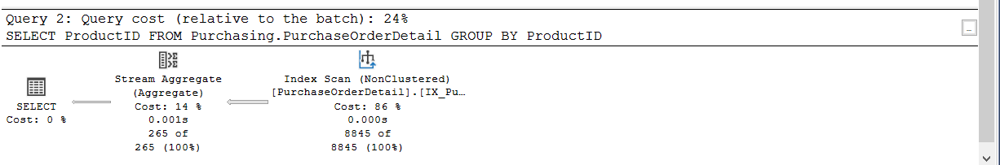 Query 2: Query cost (relative to the batch): 24%
SELECT ProductID FROM Purchasing.PurchaseOrderDetail GROUP BY ProductID
...
SELECT
Cost: 0 %
Stream Aggregate
(Aggregate)
Cost: 14 %
0.001s
265 of
265 (100%)
Index Scan (NonClustered)
[PurchaseOrderDetail].[IX_Pu…
Cost: 86 %
0.000s
8845 of
8845 (100%)